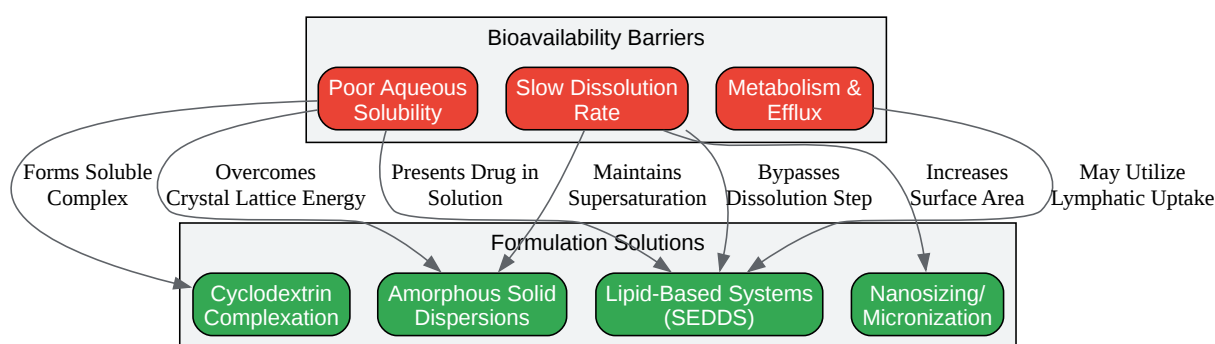 Bioavailability Barriers
Poor Aqueous
Solubility
Slow Dissolution
Rate
Metabolism &
Efflux
Forms Soluble
Complex
Overcomes
Crystal Lattice Energy
Presents Drug in
Solution
Maintains
Supersaturation
Bypasses
Dissolution Step
Increases
Surface Area
May Utilize
Lymphatic Uptake
Formulation Solutions
Cyclodextrin
Complexation
Amorphous Solid
Dispersions
Lipid-Based Systems
(SEDDS)
Nanosizing/
Micronization